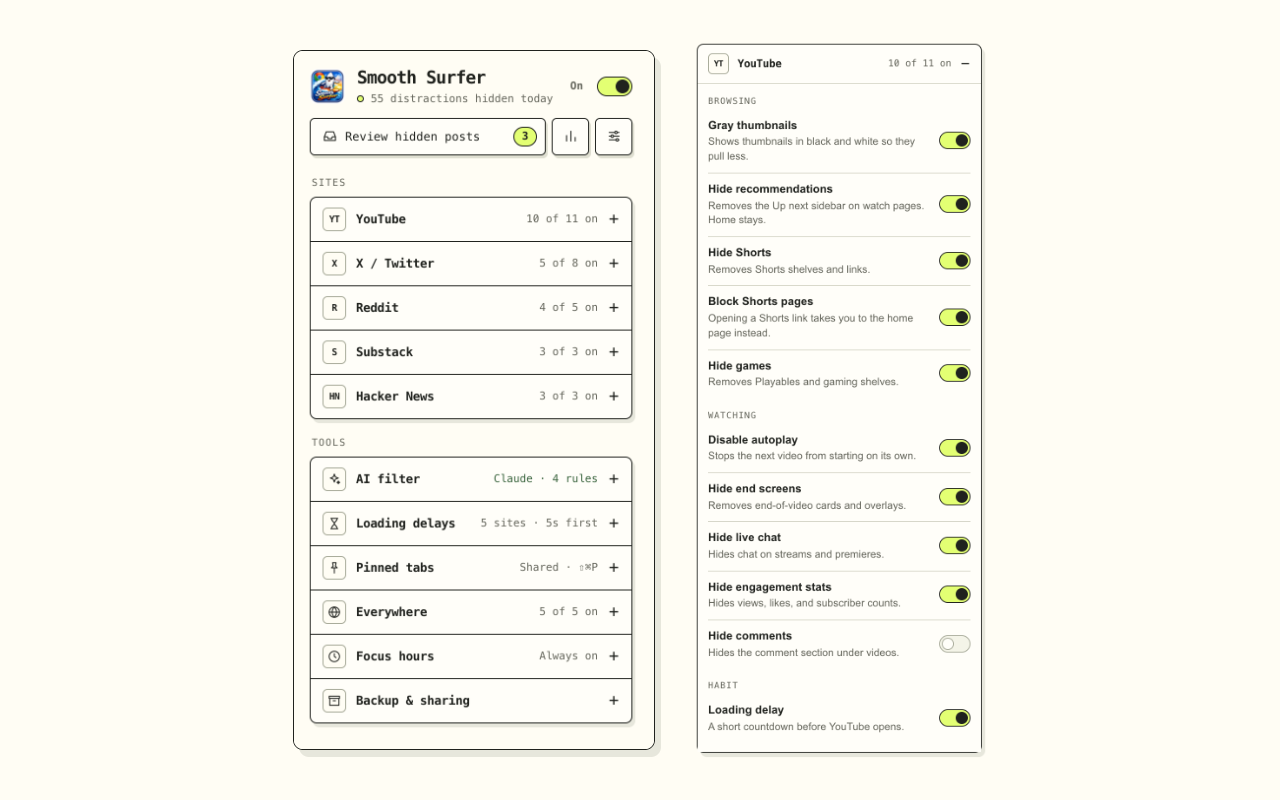 Smooth Surfer
55 distractions hidden today
On
Review hidden posts
3
SITES
YT YouTube 10 of 11 on +
X X / Twitter 5 of 8 on +
R Reddit 4 of 5 on +
S Substack 3 of 3 on +
HN Hacker News 3 of 3 on +
TOOLS
AI filter Claude · 4 rules +
Loading delays 5 sites · 5s first +
Pinned tabs Shared · ⇧⌘P +
Everywhere 5 of 5 on +
Focus hours Always on +
Backup & sharing +
YT YouTube 10 of 11 on −
BROWSING
Gray thumbnails
Shows thumbnails in black and white so they
pull less.
Hide recommendations
Removes the Up next sidebar on watch pages.
Home stays.
Hide Shorts
Removes Shorts shelves and links.
Block Shorts pages
Opening a Shorts link takes you to the home
page instead.
Hide games
Removes Playables and gaming shelves.
WATCHING
Disable autoplay
Stops the next video from starting on its own.
Hide end screens
Removes end-of-video cards and overlays.
Hide live chat
Hides chat on streams and premieres.
Hide engagement stats
Hides views, likes, and subscriber counts.
Hide comments
Hides the comment section under videos.
HABIT
Loading delay
A short countdown before YouTube opens.